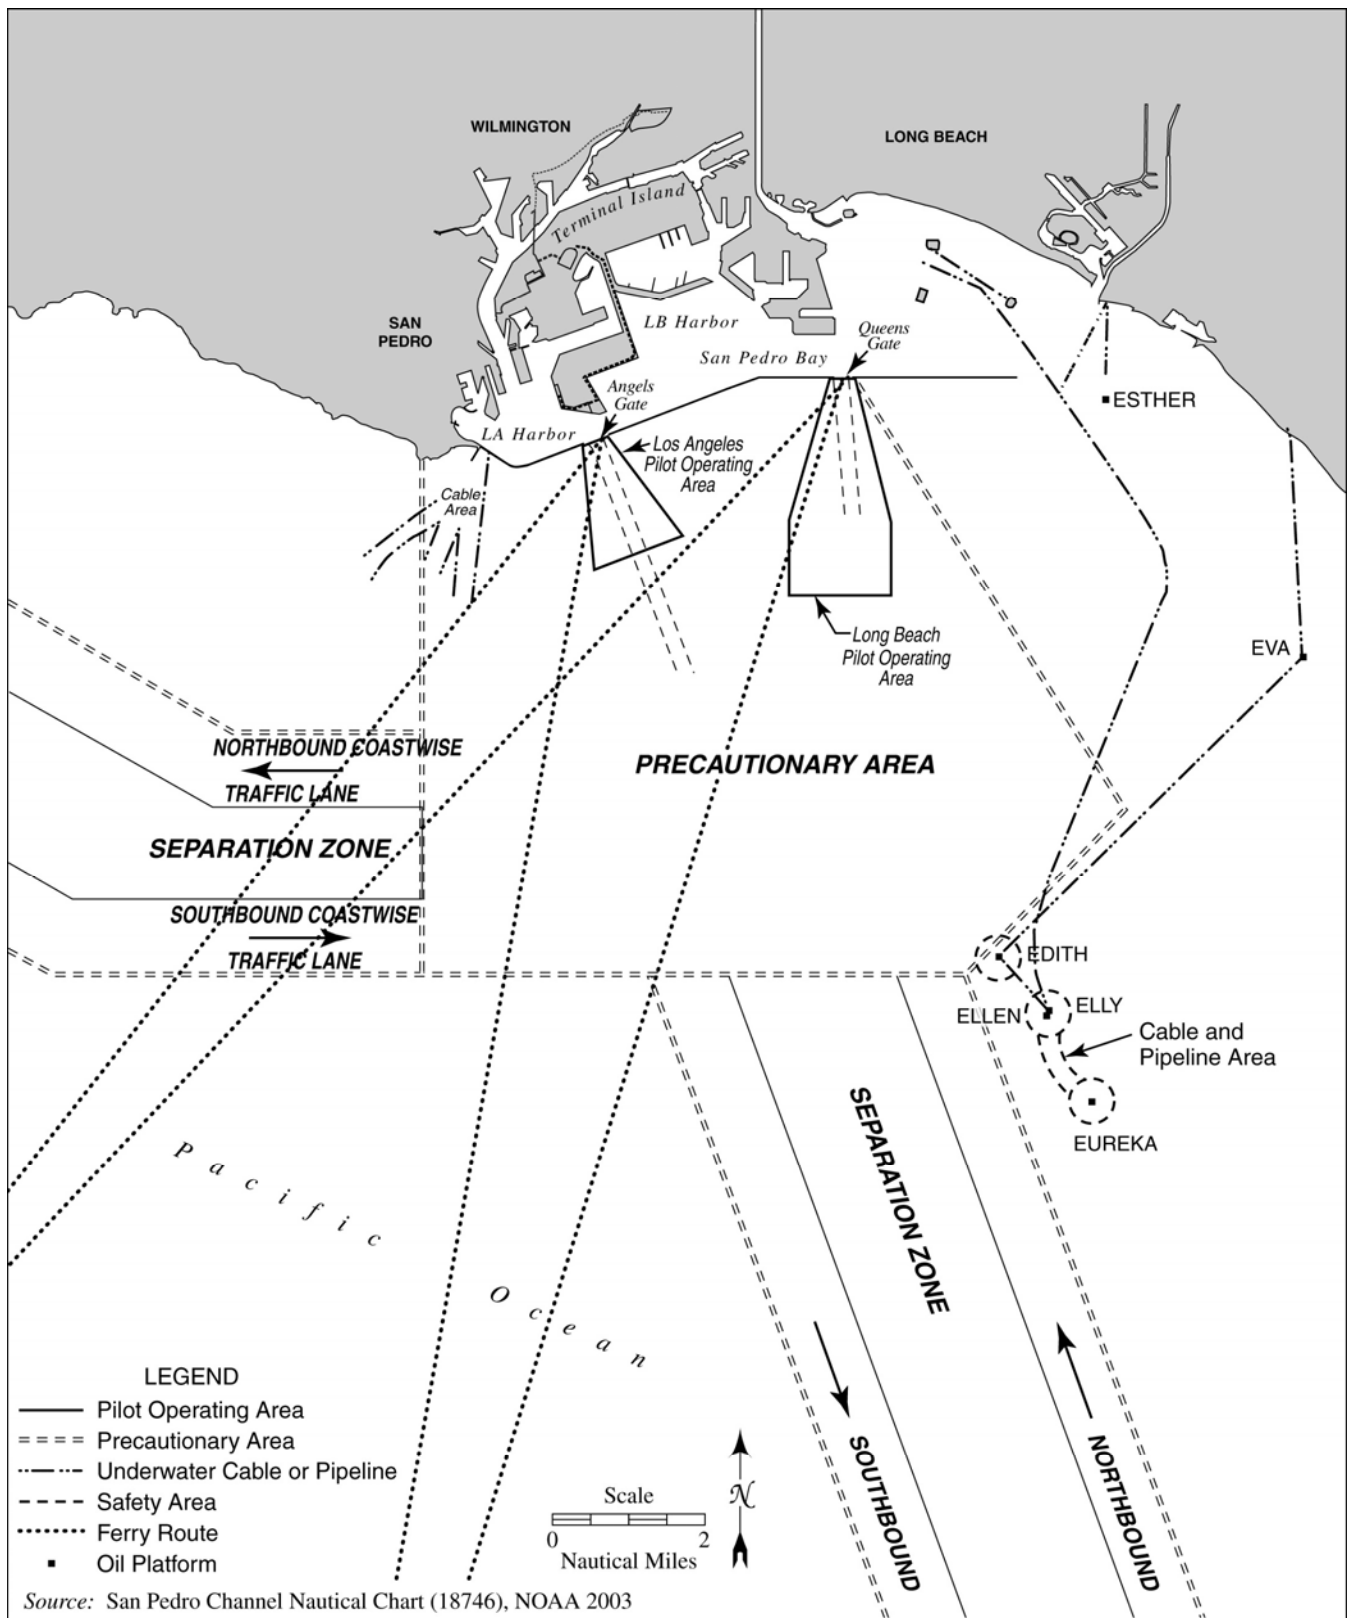 WILMINGTON
LONG BEACH
Terminal Island
SAN
PEDRO
LB Harbor
San Pedro Bay
Queens
Gate
Angels
Gate
LA Harbor
Los Angeles
Pilot Operating
Area
ESTHER
Cable
Area
Long Beach
Pilot Operating
Area
EVA
NORTHBOUND COASTWISE
TRAFFIC LANE
PRECAUTIONARY AREA
SEPARATION ZONE
SOUTHBOUND COASTWISE
TRAFFIC LANE
EDITH
ELLEN
ELLY
Cable and
Pipeline Area
EUREKA
SEPARATION ZONE
Pacific
Ocean
SOUTHBOUND
NORTHBOUND
LEGEND
Pilot Operating Area
Precautionary Area
Underwater Cable or Pipeline
Safety Area
Ferry Route
Oil Platform
Scale
0 2
Nautical Miles
N
Source: San Pedro Channel Nautical Chart (18746), NOAA 2003